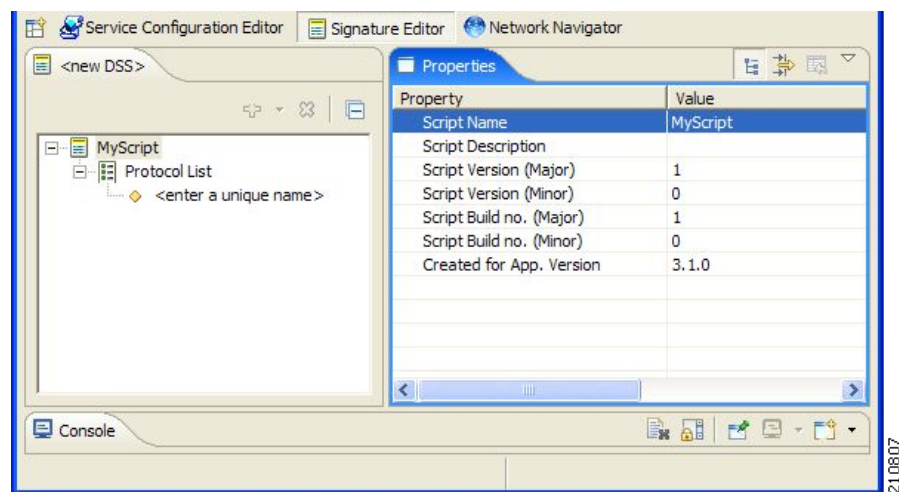 Service Configuration Editor Signature Editor Network Navigator
<new DSS>
MyScript
Protocol List
<enter a unique name>
Properties
Property Value
Script Name MyScript
Script Description
Script Version (Major) 1
Script Version (Minor) 0
Script Build no. (Major) 1
Script Build no. (Minor) 0
Created for App. Version 3.1.0
Console
210807